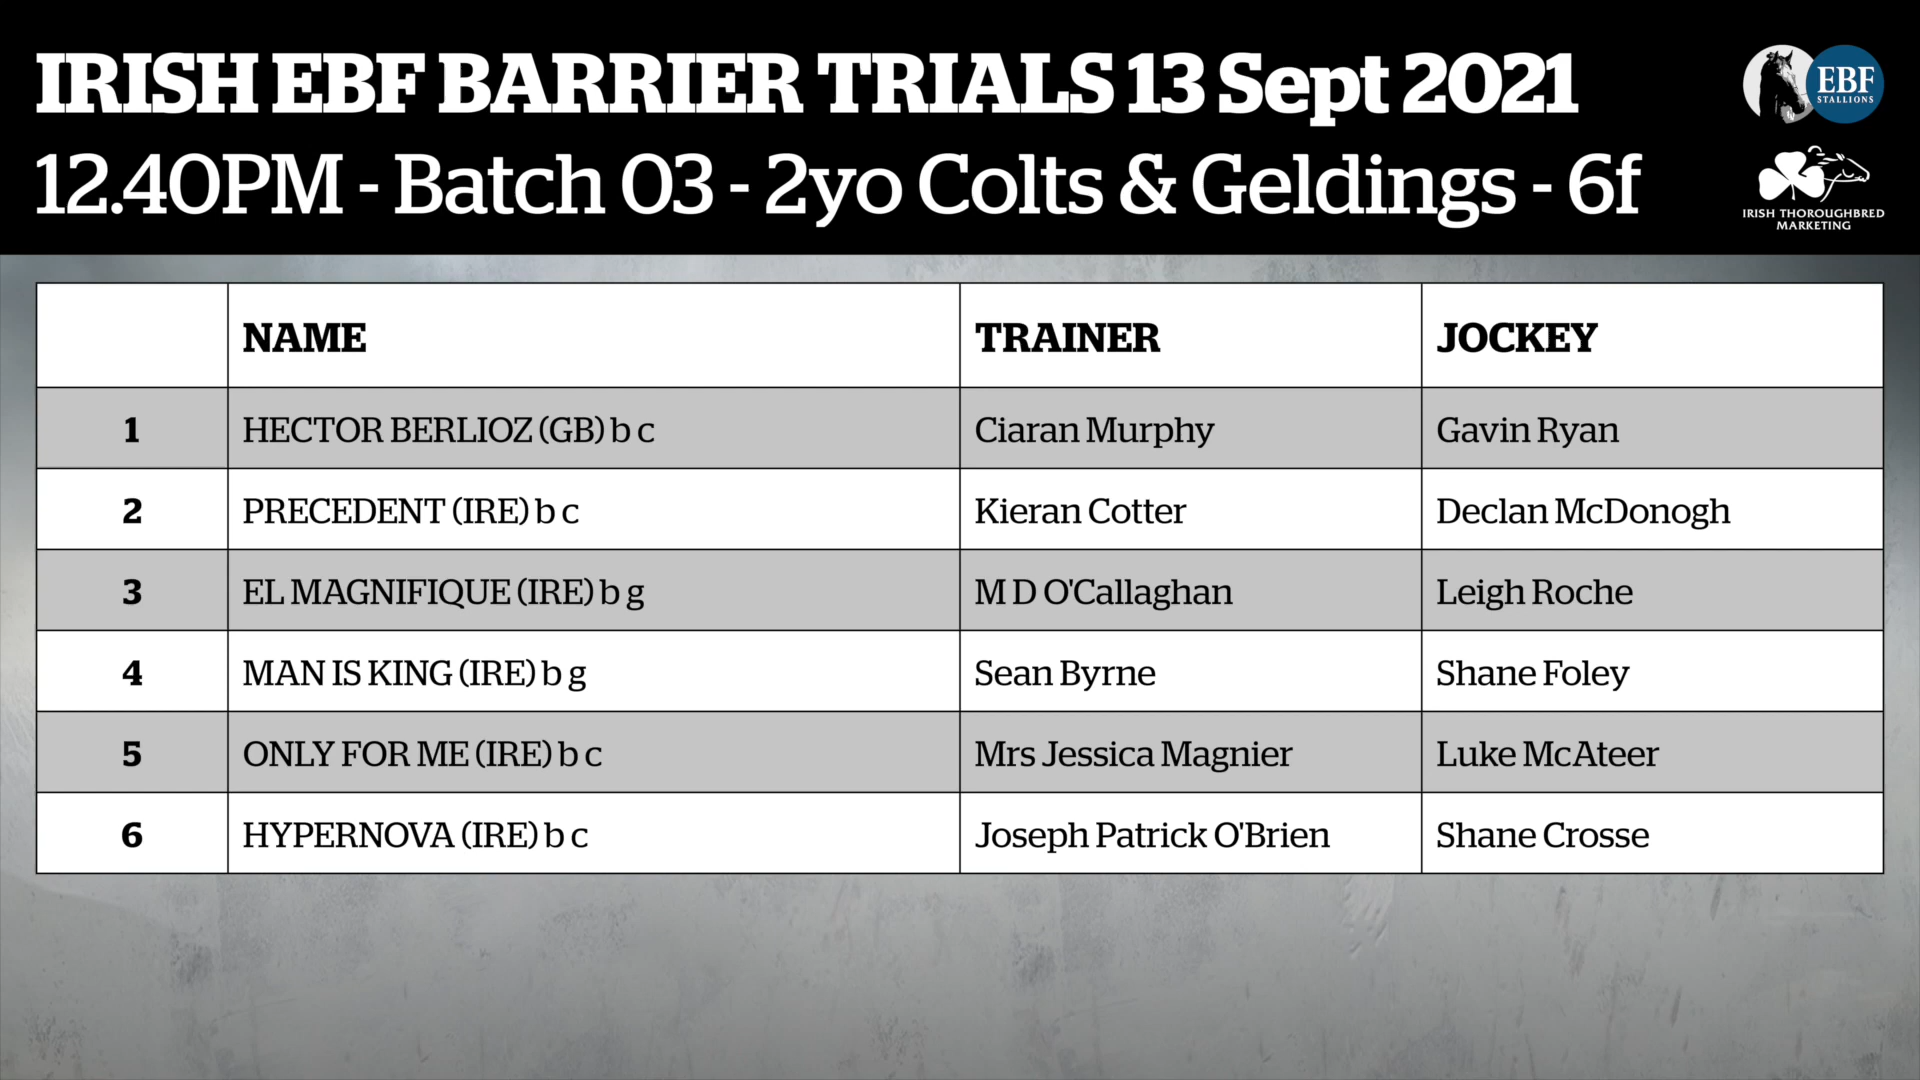 IRISH EBF BARRIER TRIALS 13 Sept 2021
EBF
STALLIONS
12.40PM - Batch 03 - 2yo Colts & Geldings - 6f
IRISH THOROUGHBRED
MARKETING
NAME TRAINER JOCKEY
1 HECTOR BERLIOZ (GB) b c Ciaran Murphy Gavin Ryan
2 PRECEDENT (IRE) b c Kieran Cotter Declan McDonogh
3 EL MAGNIFIQUE (IRE) b g M D O'Callaghan Leigh Roche
4 MAN IS KING (IRE) b g Sean Byrne Shane Foley
5 ONLY FOR ME (IRE) b c Mrs Jessica Magnier Luke McAteer
6 HYPERNOVA (IRE) b c Joseph Patrick O'Brien Shane Crosse